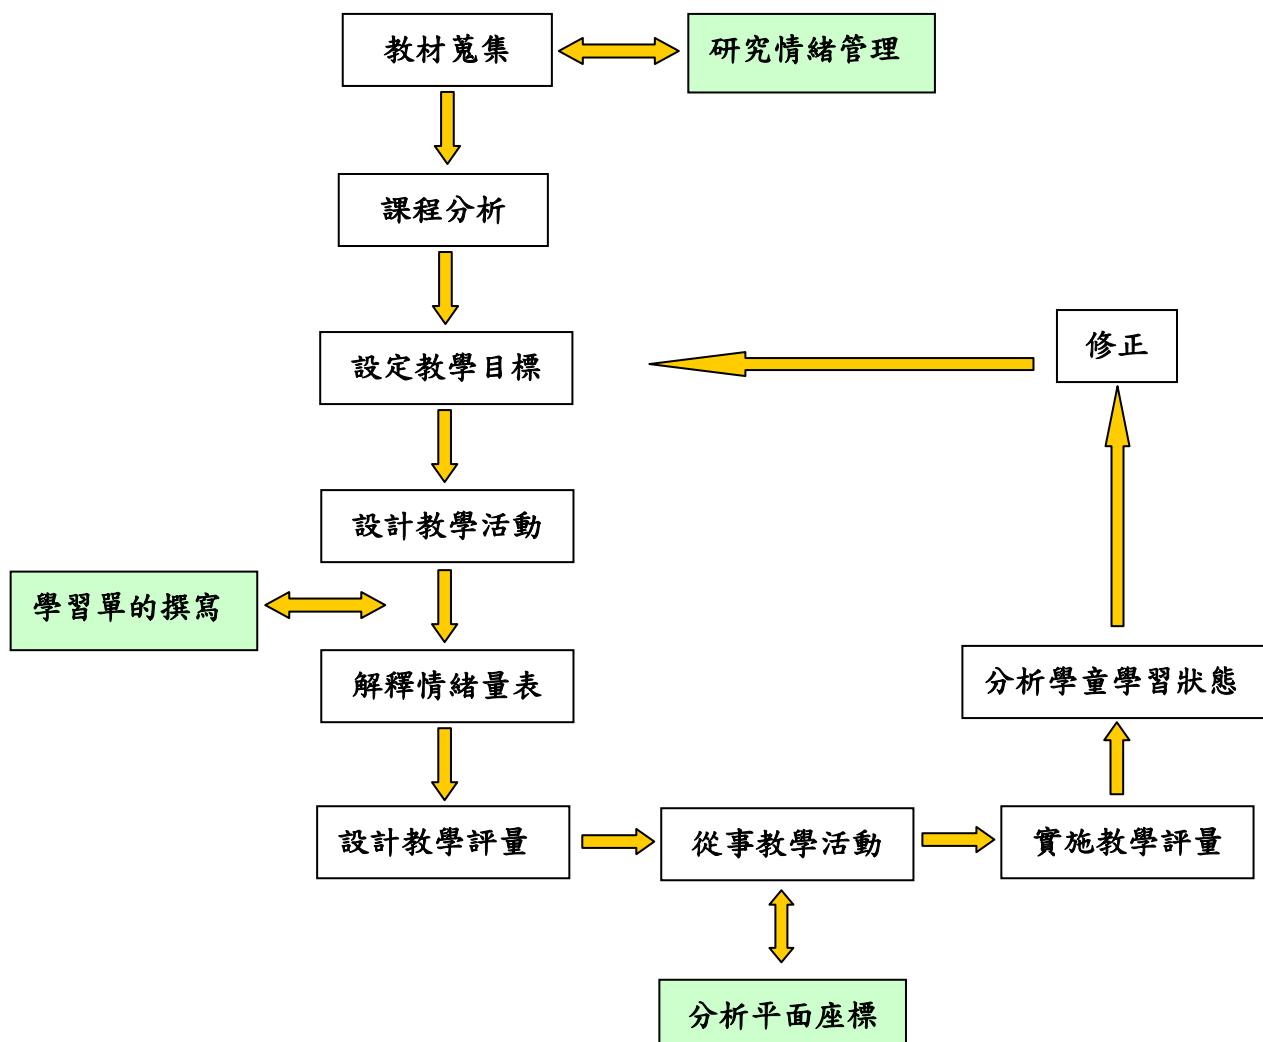 教材蒐集
研究情緒管理
課程分析
設定教學目標
修正
設計教學活動
學習單的撰寫
解釋情緒量表
分析學童學習狀態
設計教學評量
從事教學活動
實施教學評量
分析平面座標